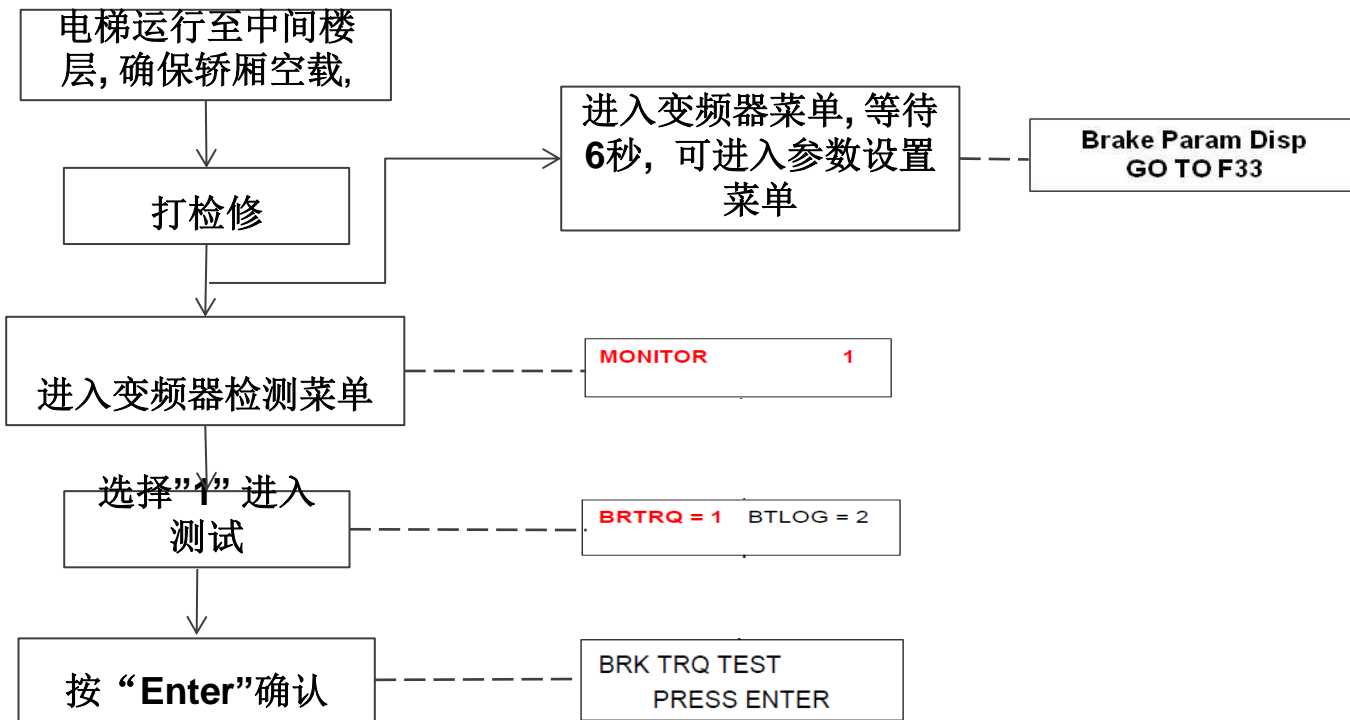 电梯运行至中间楼
层, 确保轿厢空载,
打检修
进入变频器菜单, 等待
6秒, 可进入参数设置
菜单
Brake Param Disp
GO TO F33
进入变频器检测菜单
MONITOR 1
选择”1” 进入
测试
BRTRQ = 1 BTLOG = 2
按“Enter”确认
BRK TRQ TEST
PRESS ENTER